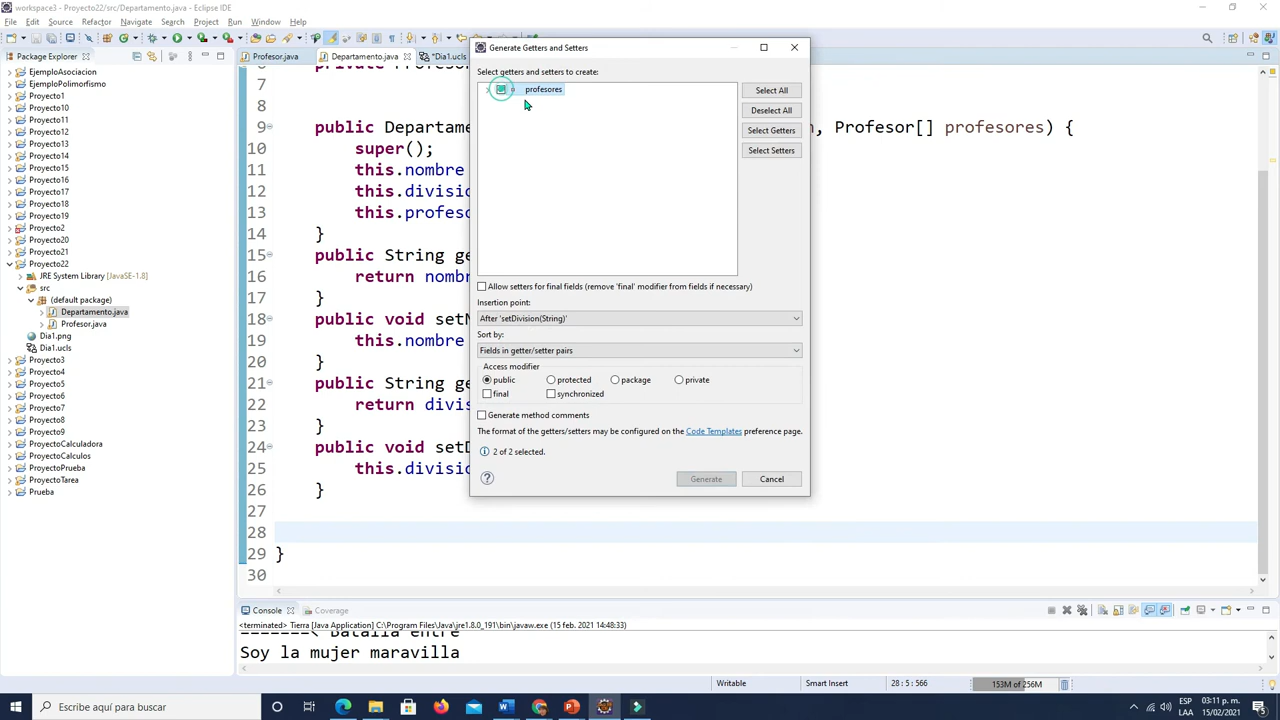 workspace3 - Proyecto22/src/Departamento.java - Eclipse IDE
File Edit Source Refactor Navigate Search Project Run Window Help
Package Explorer
EjemploAsociacion
EjemploPolimorfismo
Proyecto1
Proyecto10
Proyecto11
Proyecto12
Proyecto13
Proyecto14
Proyecto15
Proyecto16
Proyecto17
Proyecto18
Proyecto19
Proyecto2
Proyecto20
Proyecto21
Proyecto22
JRE System Library [JavaSE-1.8]
src
(default package)
Departamento.java
Profesor.java
Dia1.png
Dia1.ucls
Proyecto3
Proyecto4
Proyecto5
Proyecto6
Proyecto7
Proyecto8
Proyecto9
ProyectoCalculadora
ProyectoCalculos
ProyectoPrueba
ProyectoTarea
Prueba
Profesor.java Departamento.java *Dia1.ucls
7
8
9 public Departame , Profesor[] profesores) {
10 super();
11 this.nombre
12 this.divisio
13 this.profeso
14 }
15 public String ge
16 return nombr
17 }
18 public void setN
19 this.nombre
20 }
21 public String ge
22 return divis
23 }
24 public void setD
25 this.divisio
26 }
27
28
29 }
30
Generate Getters and Setters
Select getters and setters to create:
profesores
Select All
Deselect All
Select Getters
Select Setters
Allow setters for final fields (remove 'final' modifier from fields if necessary)
Insertion point:
After 'setDivision(String)'
Sort by:
Fields in getter/setter pairs
Access modifier
public protected package private
final synchronized
Generate method comments
The format of the getters/setters may be configured on the Code Templates preference page.
2 of 2 selected.
Generate Cancel
Console Coverage
<terminated> Tierra [Java Application] C:\Program Files\Java\jre1.8.0_191\bin\javaw.exe (15 feb. 2021 14:48:33)
Soy la mujer maravilla
Writable Smart Insert 28 : 5 : 566 153M of 256M
Escribe aquí para buscar
ESP 03:11 p. m.
LAA 15/02/2021